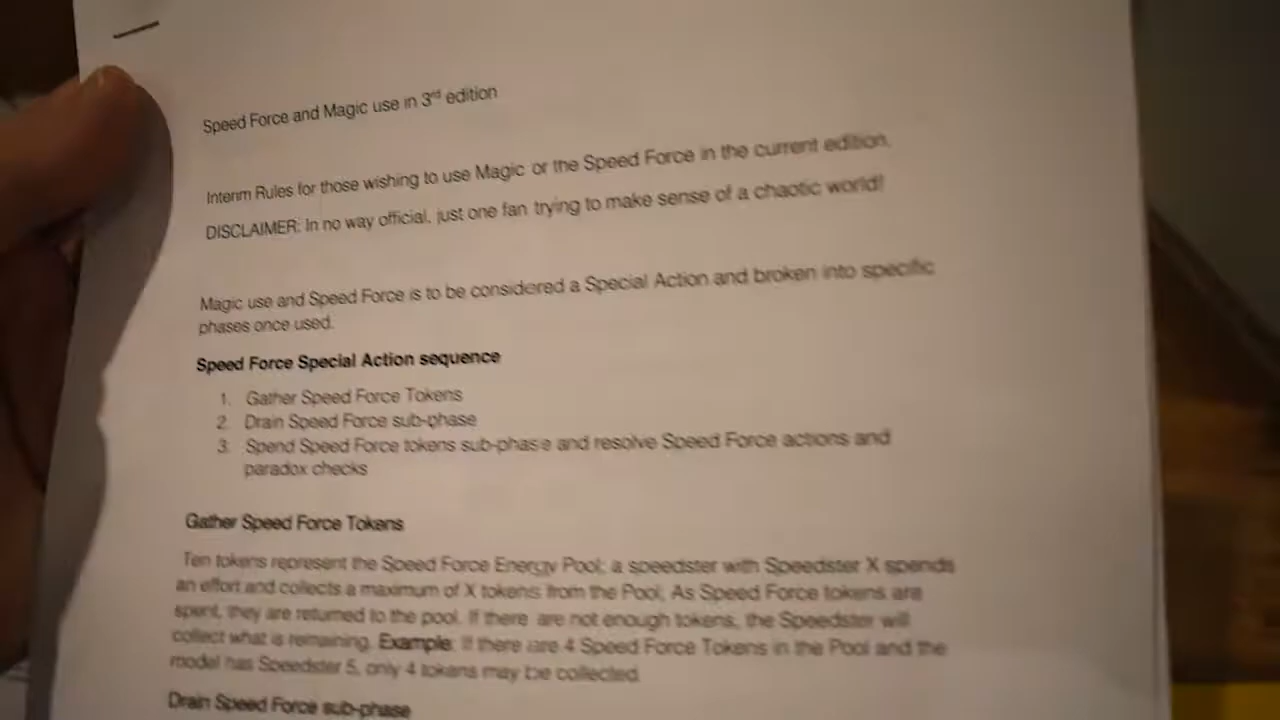 Speed Force and Magic use in 3rd edition
Interim Rules for those wishing to use Magic or the Speed Force in the current edition.
DISCLAIMER: In no way official, just one fan trying to make sense of a chaotic world!
Magic use and Speed Force is to be considered a Special Action and broken into specific
phases once used.
Speed Force Special Action sequence
1. Gather Speed Force Tokens
2. Drain Speed Force sub-phase
3. Spend Speed Force tokens sub-phase and resolve Speed Force actions and
paradox checks
Gather Speed Force Tokens
Ten tokens represent the Speed Force Energy Pool; a speedster with Speedster X spends
an effort and collects a maximum of X tokens from the Pool; As Speed Force tokens are
spent, they are returned to the pool. If there are not enough tokens, the Speedster will
collect what is remaining. Example: If there are 4 Speed Force Tokens in the Pool and the
model has Speedster 5, only 4 tokens may be collected.
Drain Speed Force sub-phase